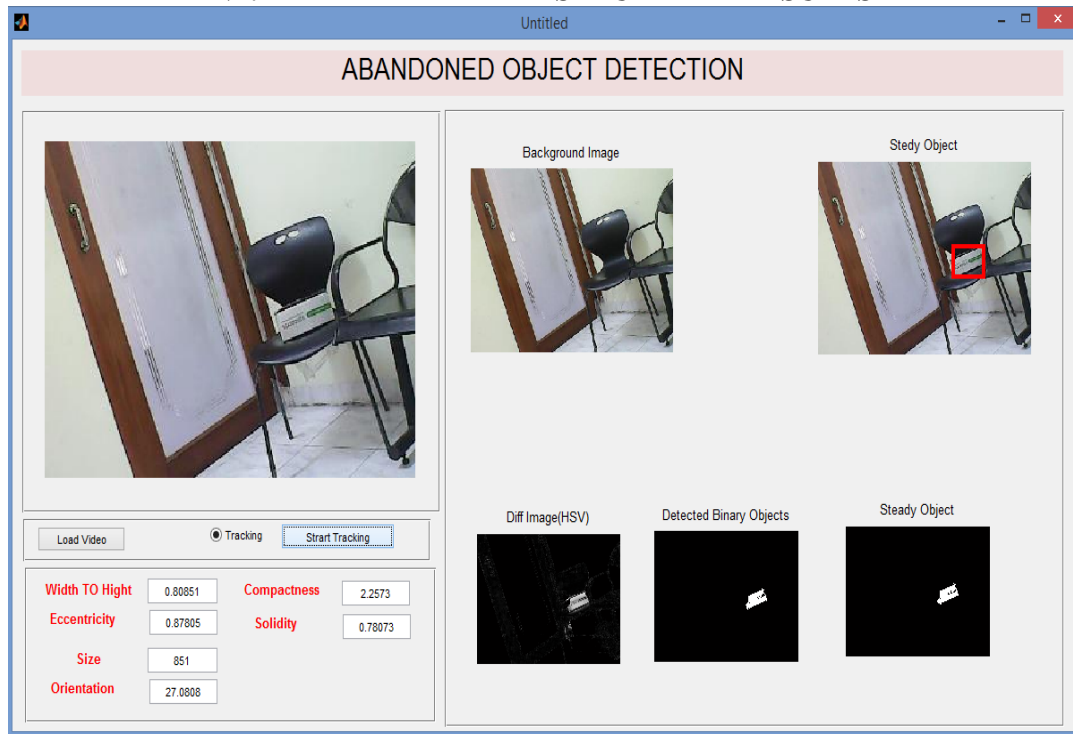 Untitled
ABANDONED OBJECT DETECTION
Background Image
Stedy Object
Diff Image(HSV)
Detected Binary Objects
Steady Object
Load Video
Tracking
Strart Tracking
Width TO Hight 0.80851
Compactness 2.2573
Eccentricity 0.87805
Solidity 0.78073
Size 851
Orientation 27.0808